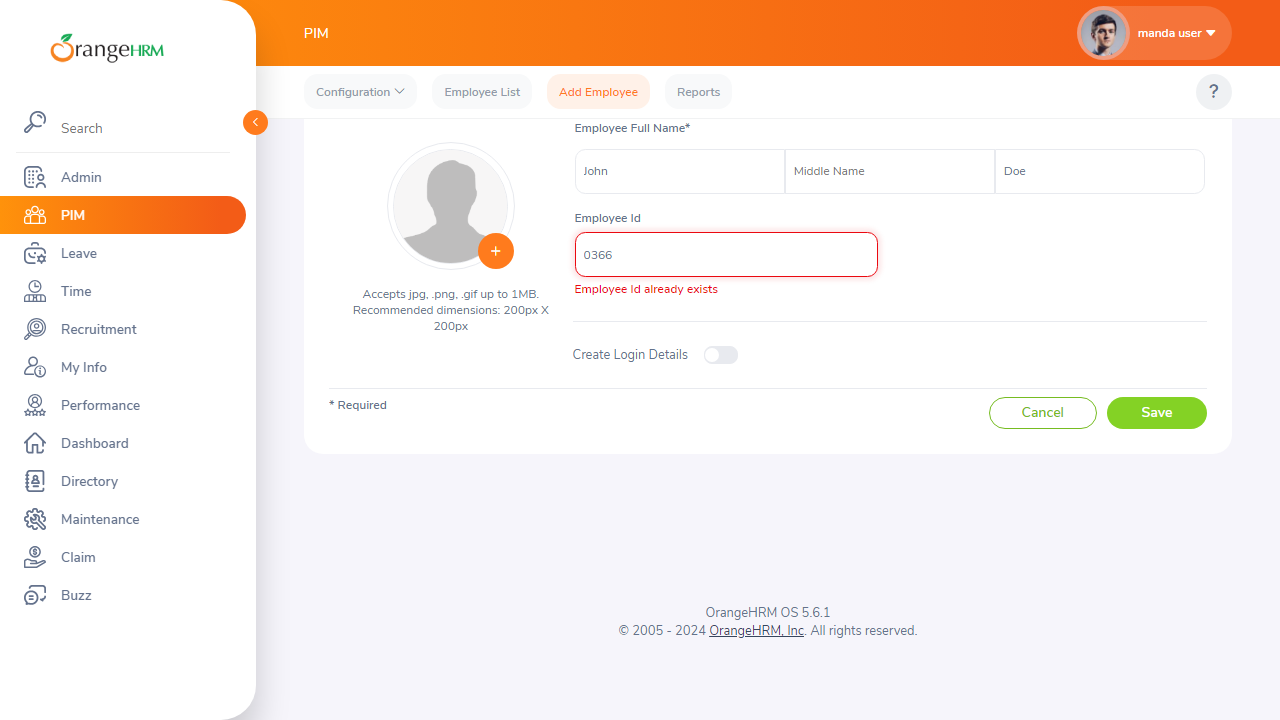 OrangeHRM
Search
Admin
PIM
Leave
Time
Recruitment
My Info
Performance
Dashboard
Directory
Maintenance
Claim
Buzz
PIM
manda user
Configuration
Employee List
Add Employee
Reports
?
Employee Full Name*
John
Middle Name
Doe
Employee Id
0366
Employee Id already exists
+
Accepts jpg, .png, .gif up to 1MB.
Recommended dimensions: 200px X
200px
Create Login Details
* Required
Cancel
Save
OrangeHRM OS 5.6.1
© 2005 - 2024 OrangeHRM, Inc. All rights reserved.